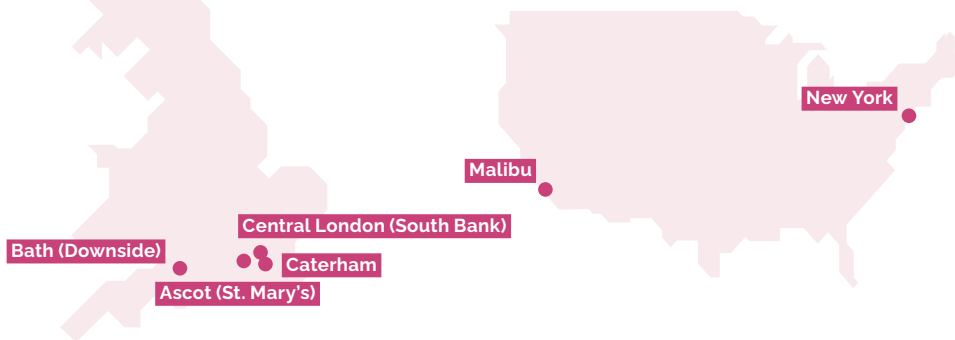 New York
Malibu
Central London (South Bank)
Bath (Downside)
Caterham
Ascot (St. Mary's)